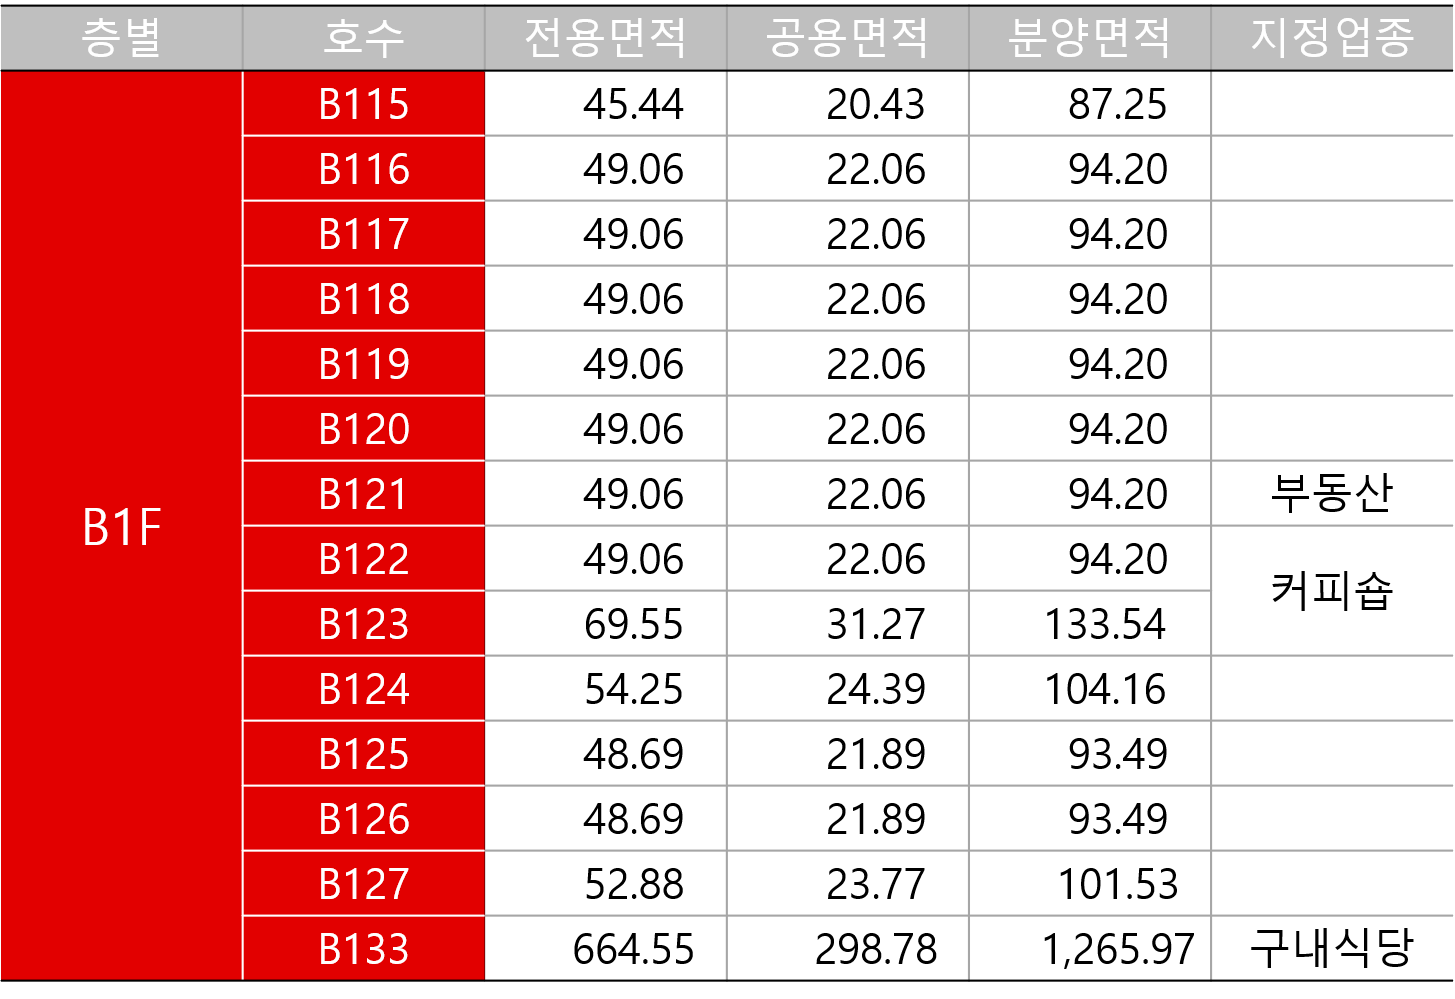 층별 호수 전용면적 공용면적 분양면적 지정업종
B115 45.44 20.43 87.25
B116 49.06 22.06 94.20
B117 49.06 22.06 94.20
B118 49.06 22.06 94.20
B119 49.06 22.06 94.20
B120 49.06 22.06 94.20
B121 49.06 22.06 94.20 부동산
B1F
B122 49.06 22.06 94.20
커피숍
B123 69.55 31.27 133.54
B124 54.25 24.39 104.16
B125 48.69 21.89 93.49
B126 48.69 21.89 93.49
B127 52.88 23.77 101.53
B133 664.55 298.78 1,265.97 구내식당